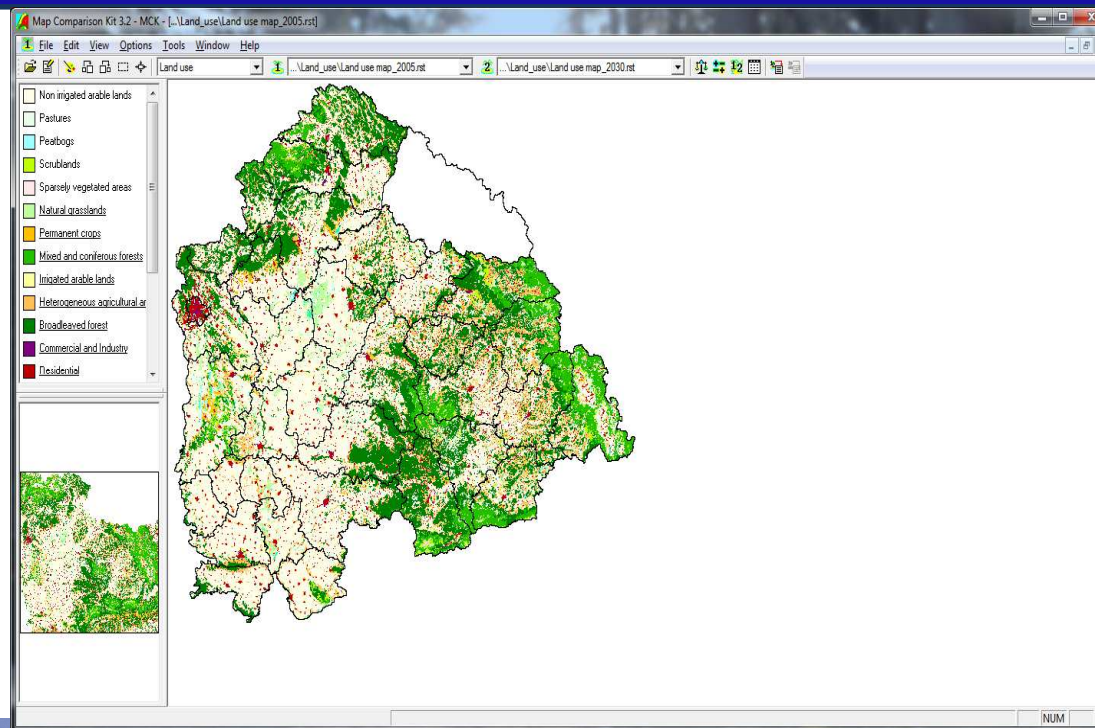 Map Comparison Kit 3.2 - MCK - [...\Land_use\Land use map_2005.rst]
1 File Edit View Options Tools Window Help
Land use 1 ...\Land_use\Land use map_2005.rst 2 ...\Land_use\Land use map_2030.rst
Non irrigated arable lands
Pastures
Peatbogs
Scrublands
Sparsely vegetated areas
Natural grasslands
Permanent crops
Mixed and coniferous forests
Irrigated arable lands
Heterogeneous agricultural ar
Broadleaved forest
Commercial and Industry
Residential
NUM